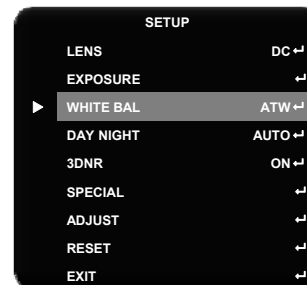 SETUP
LENS DC↵
EXPOSURE ↵
WHITE BAL ATW↵
DAY NIGHT AUTO↵
3DNR ON↵
SPECIAL ↵
ADJUST ↵
RESET ↵
EXIT ↵